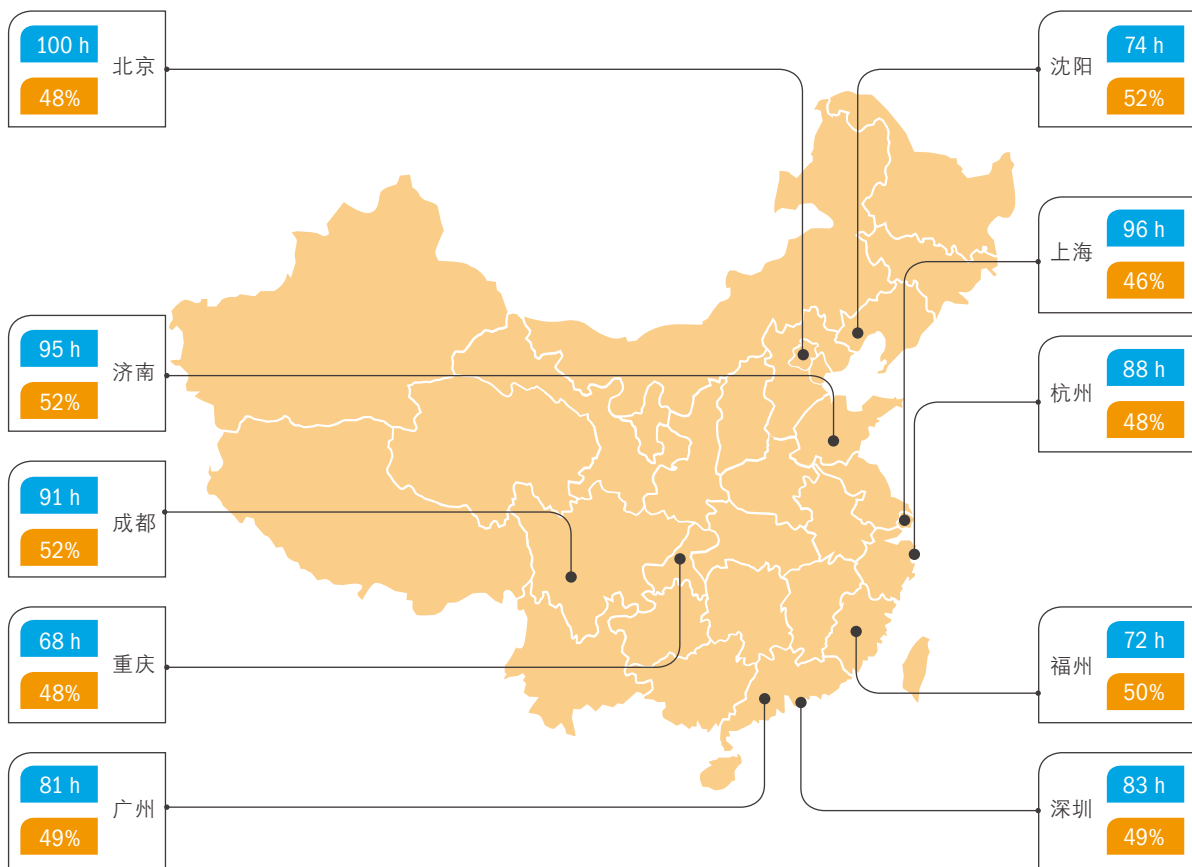 100 h
北京
48%
74 h
沈阳
52%
96 h
上海
46%
95 h
济南
52%
88 h
杭州
48%
91 h
成都
52%
68 h
重庆
48%
72 h
福州
50%
81 h
广州
49%
83 h
深圳
49%